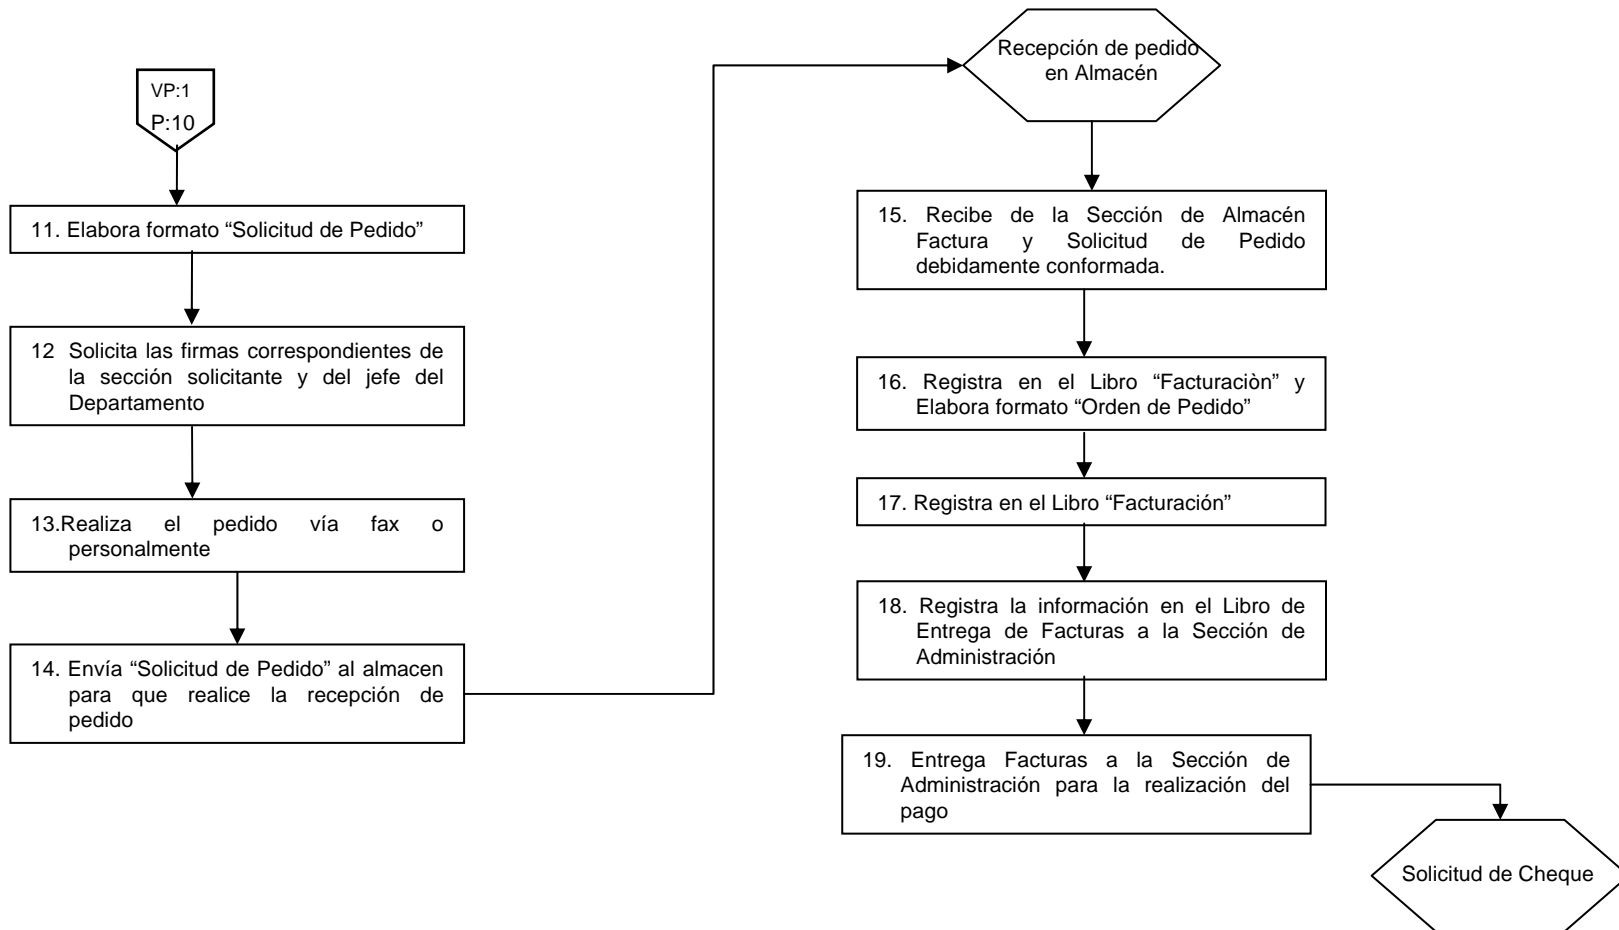 VP:1
P:10
11. Elabora formato “Solicitud de Pedido”
12 Solicita las firmas correspondientes de
la sección solicitante y del jefe del
Departamento
13.Realiza el pedido vía fax o
personalmente
14. Envía “Solicitud de Pedido” al almacen
para que realice la recepción de
pedido
Recepción de pedido
en Almacén
15. Recibe de la Sección de Almacén
Factura y Solicitud de Pedido
debidamente conformada.
16. Registra en el Libro “Facturaciòn” y
Elabora formato “Orden de Pedido”
17. Registra en el Libro “Facturación”
18. Registra la información en el Libro de
Entrega de Facturas a la Sección de
Administración
19. Entrega Facturas a la Sección de
Administración para la realización del
pago
Solicitud de Cheque